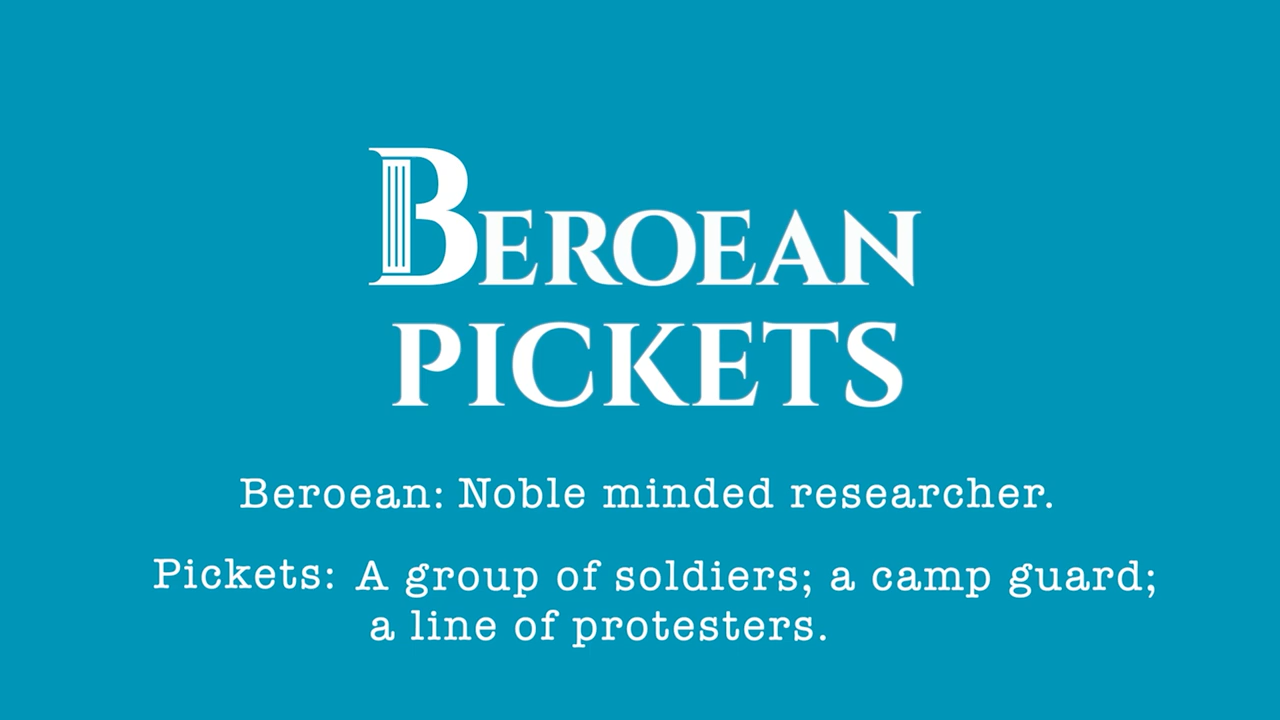 BEROEAN
PICKETS
Beroean: Noble minded researcher.
Pickets: A group of soldiers; a camp guard;
a line of protesters.